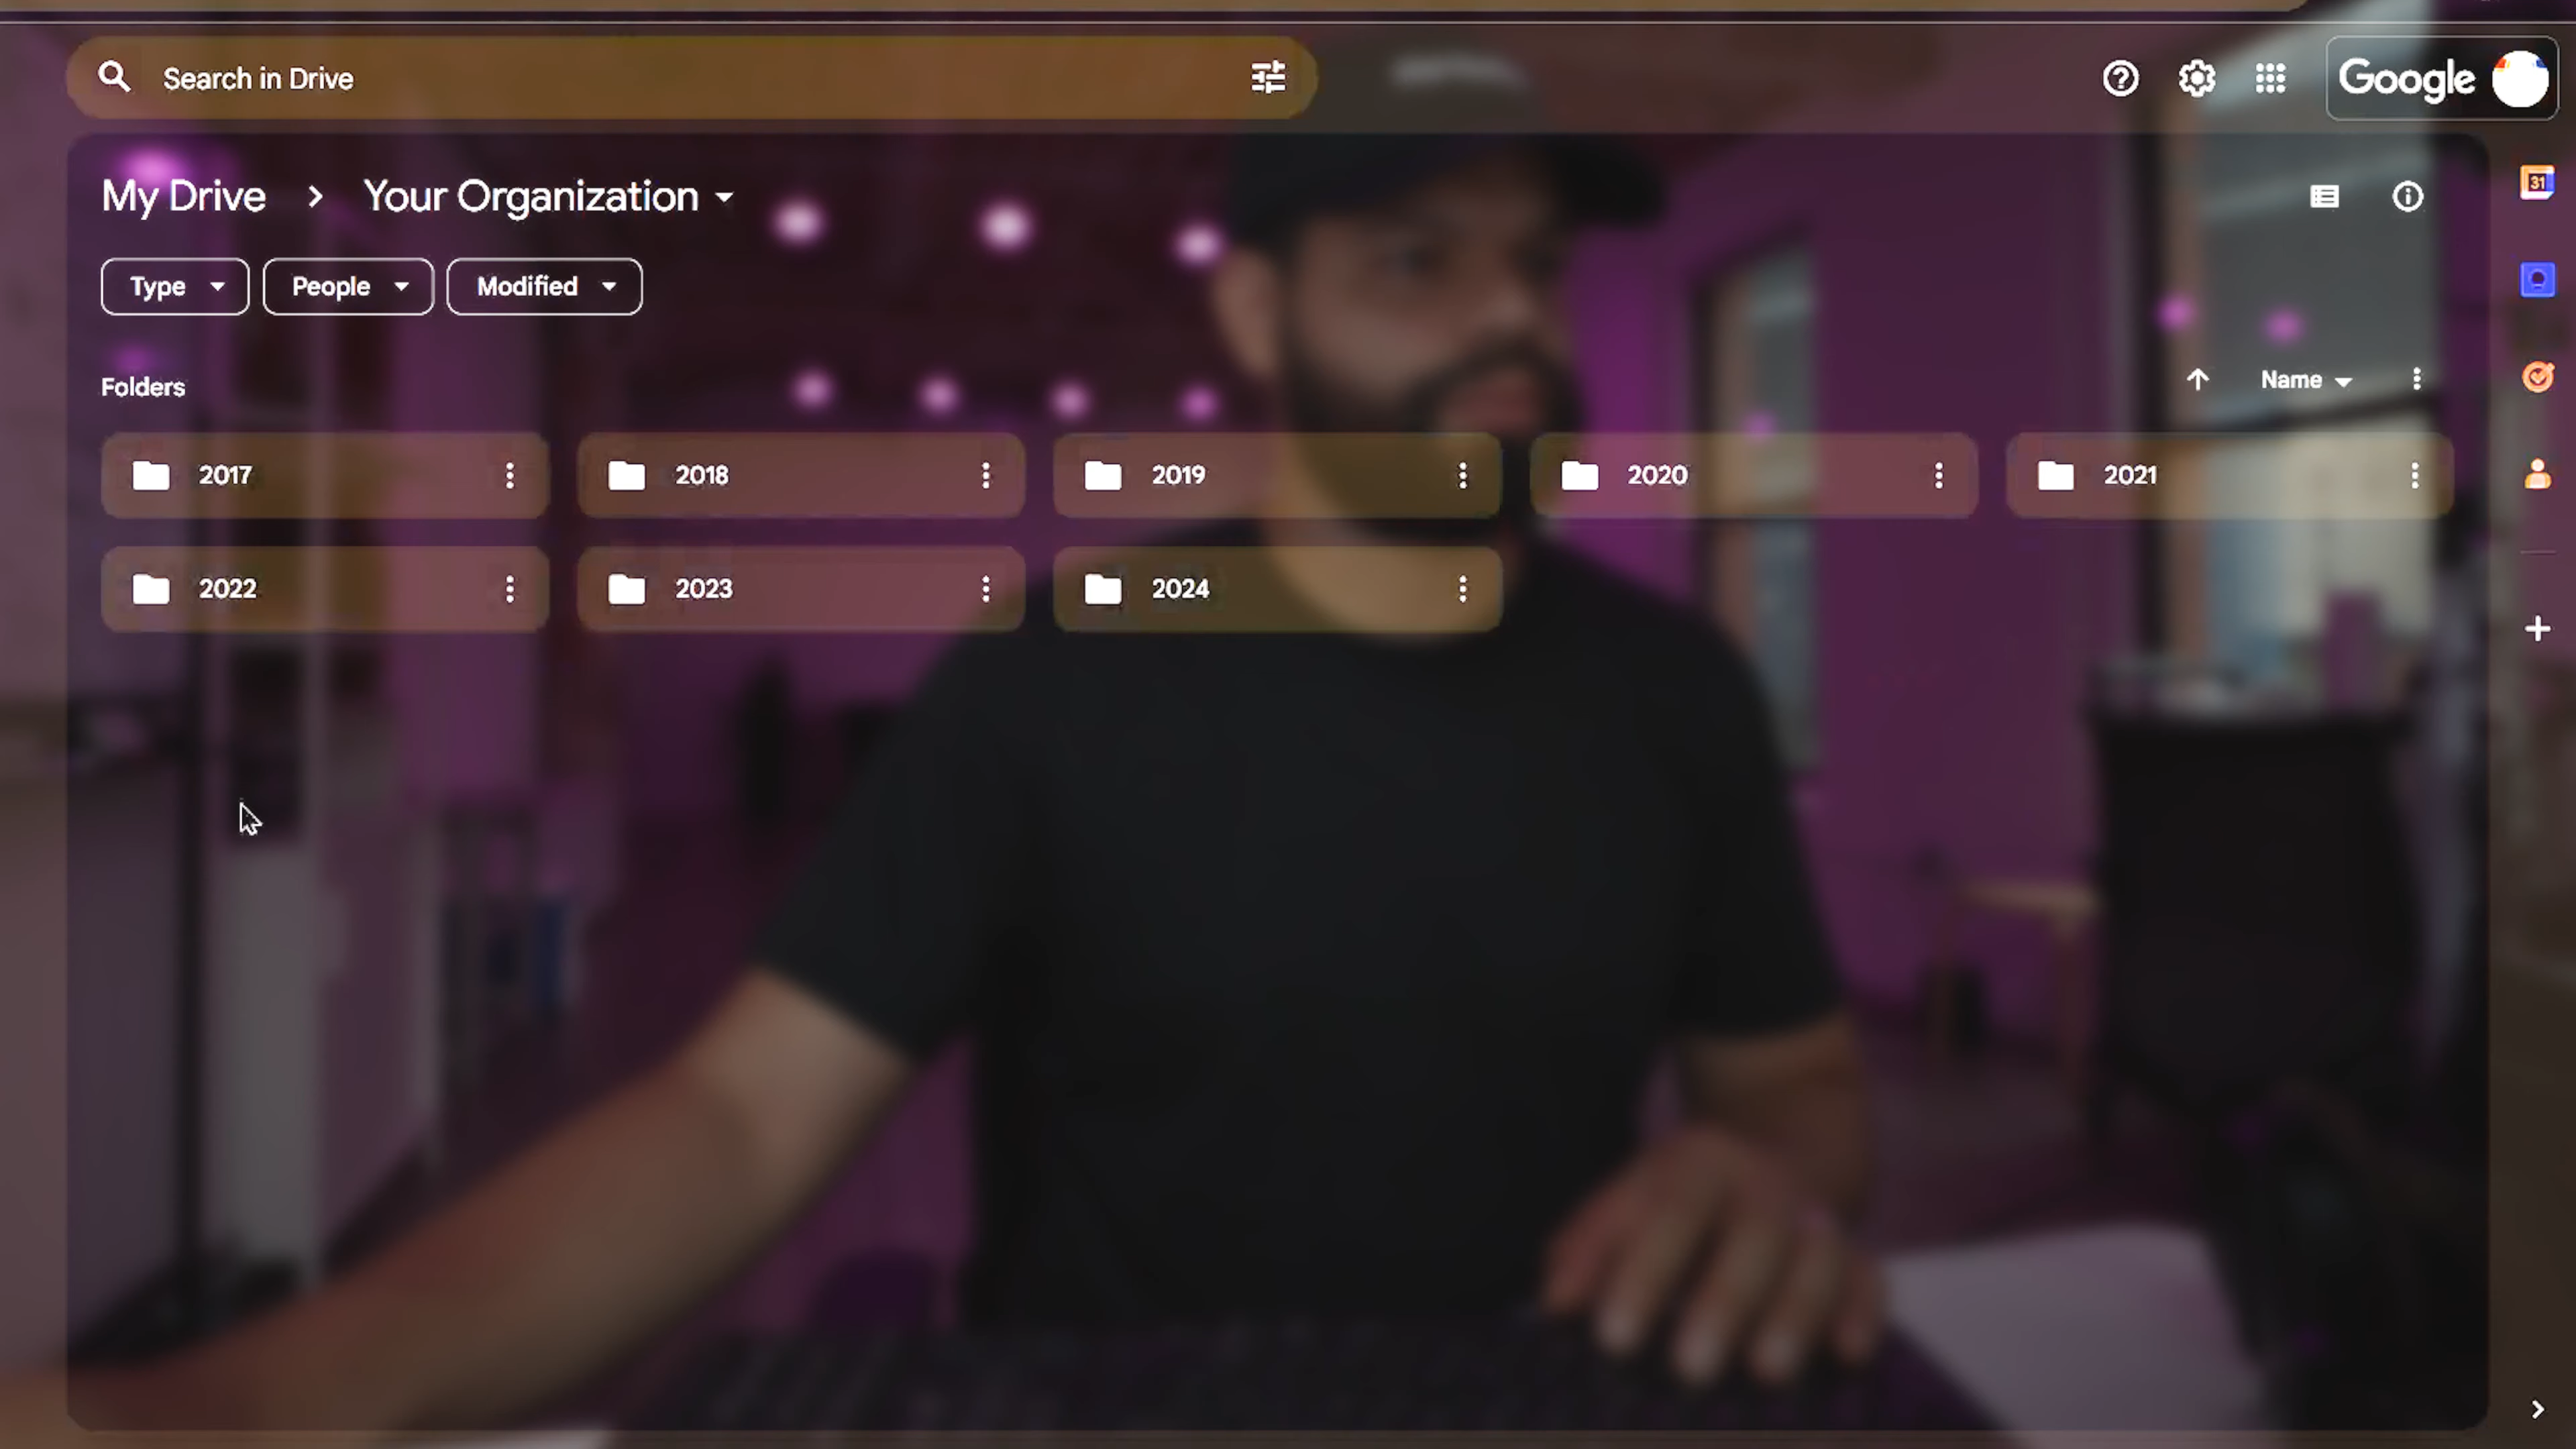 Search in Drive
Google
My Drive > Your Organization
Type People Modified
Folders
Name
31
2017 2018 2019 2020 2021
2022 2023 2024